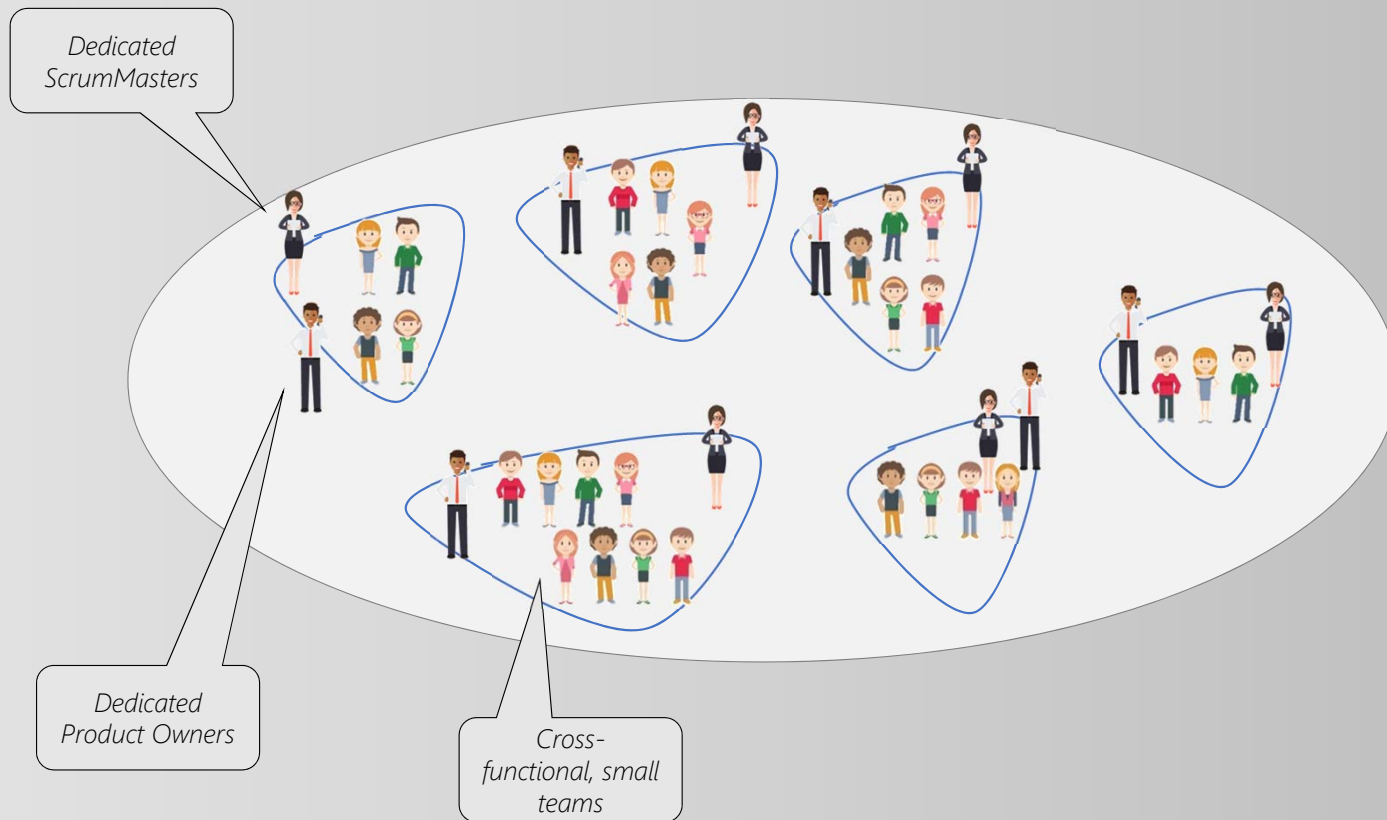 Dedicated
ScrumMasters
Dedicated
Product Owners
Cross-
functional, small
teams